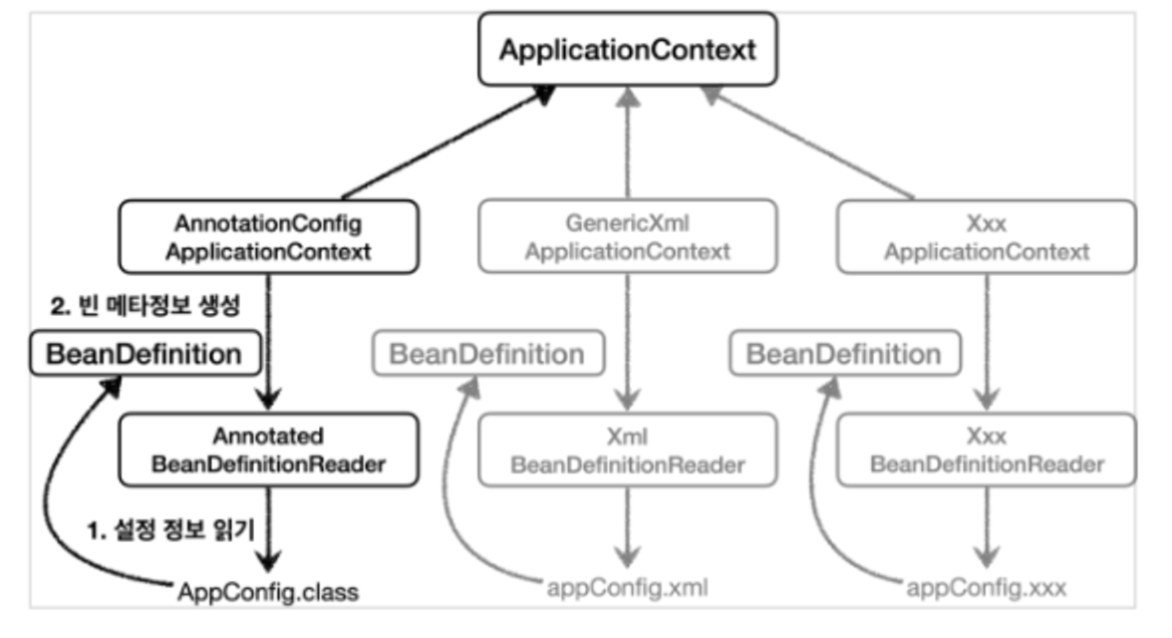 ApplicationContext
AnnotationConfig
ApplicationContext
GenericXml
ApplicationContext
Xxx
ApplicationContext
2. 빈 메타정보 생성
BeanDefinition
BeanDefinition
BeanDefinition
Annotated
BeanDefinitionReader
Xml
BeanDefinitionReader
Xxx
BeanDefinitionReader
1. 설정 정보 읽기
AppConfig.class
appConfig.xml
appConfig.xxx